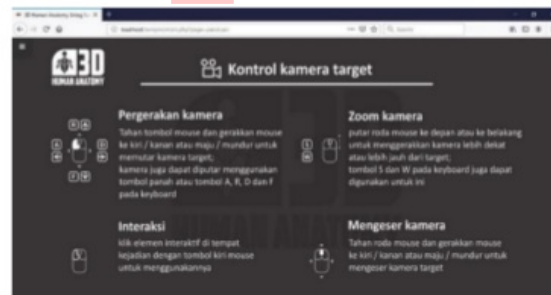 3D
HUMAN ANATOMY
Kontrol kamera target
Pergerakan kamera
Tahan tombol mouse dan gerakkan mouse
ke kiri / kanan atau maju / mundur untuk
memutar kamera target;
kamera juga dapat diputar menggunakan
tombol panah atau tombol A, R, D dan F
pada keyboard
Zoom kamera
putar roda mouse ke depan atau ke belakang
untuk menggerakkan kamera lebih dekat
atau lebih jauh dari target;
tombol S dan W pada keyboard juga dapat
digunakan untuk ini
Interaksi
klik elemen interaktif di tempat
kejadian dengan tombol kiri mouse
untuk menggunakannya
Mengeser kamera
Tahan roda mouse dan gerakkan mouse
ke kiri / kanan atau maju / mundur untuk
mengeser kamera target